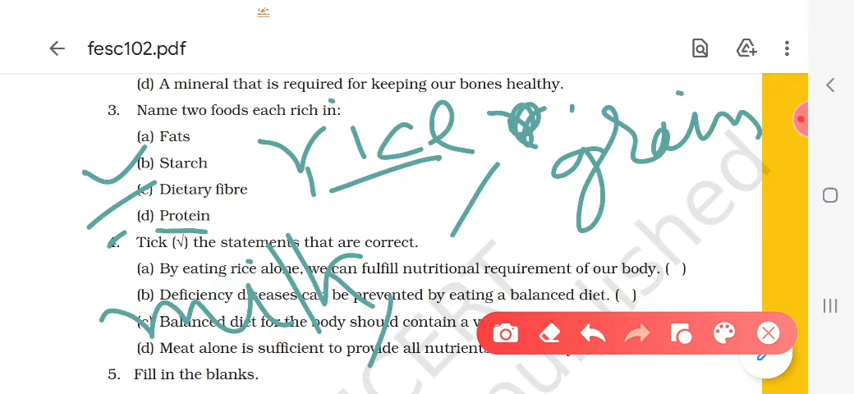 fesc102.pdf
(d) A mineral that is required for keeping our bones healthy.
3. Name two foods each rich in:
(a) Fats
(b) Starch
(c) Dietary fibre
(d) Protein
rice grains
4. Tick (√) the statements that are correct.
(a) By eating rice alone, we can fulfill nutritional requirement of our body. ( )
(b) Deficiency diseases can be prevented by eating a balanced diet. ( )
milk,
(c) Balanced diet for the body should contain a
(d) Meat alone is sufficient to provide all nutrients
5. Fill in the blanks.
NCERT
republished